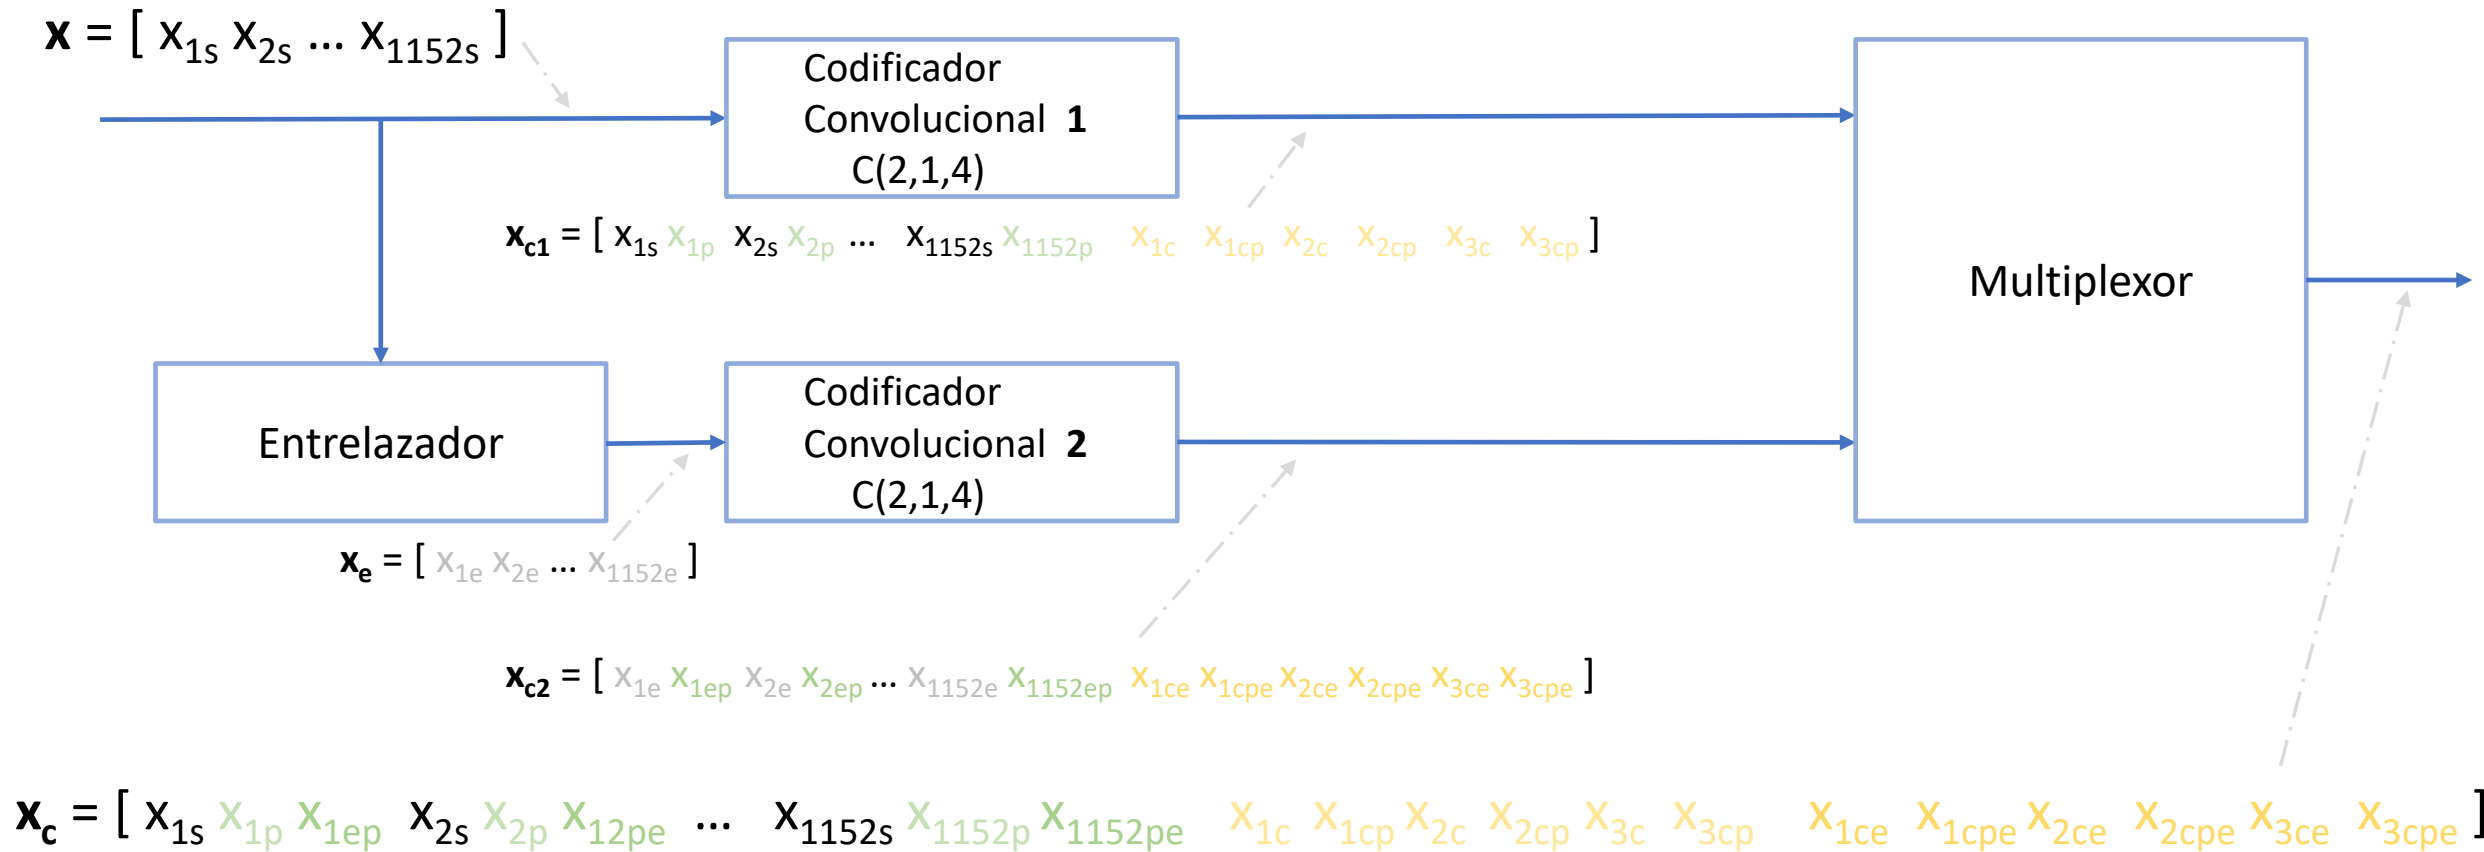 x = [ x1s x2s ... x1152s ]
Codificador
Convolucional 1
C(2,1,4)
xc1 = [ x1s x1p x2s x2p ... x1152s x1152p x1c x1cp x2c x2cp x3c x3cp ]
Multiplexor
Entrelazador
Codificador
Convolucional 2
C(2,1,4)
xe = [ x1e x2e ... x1152e ]
xc2 = [ x1e x1ep x2e x2ep ... x1152e x1152ep x1ce x1cpe x2ce x2cpe x3ce x3cpe ]
xc = [ x1s x1p x1ep x2s x2p x12pe ... x1152s x1152p x1152pe x1c x1cp x2c x2cp x3c x3cp x1ce x1cpe x2ce x2cpe x3ce x3cpe ]